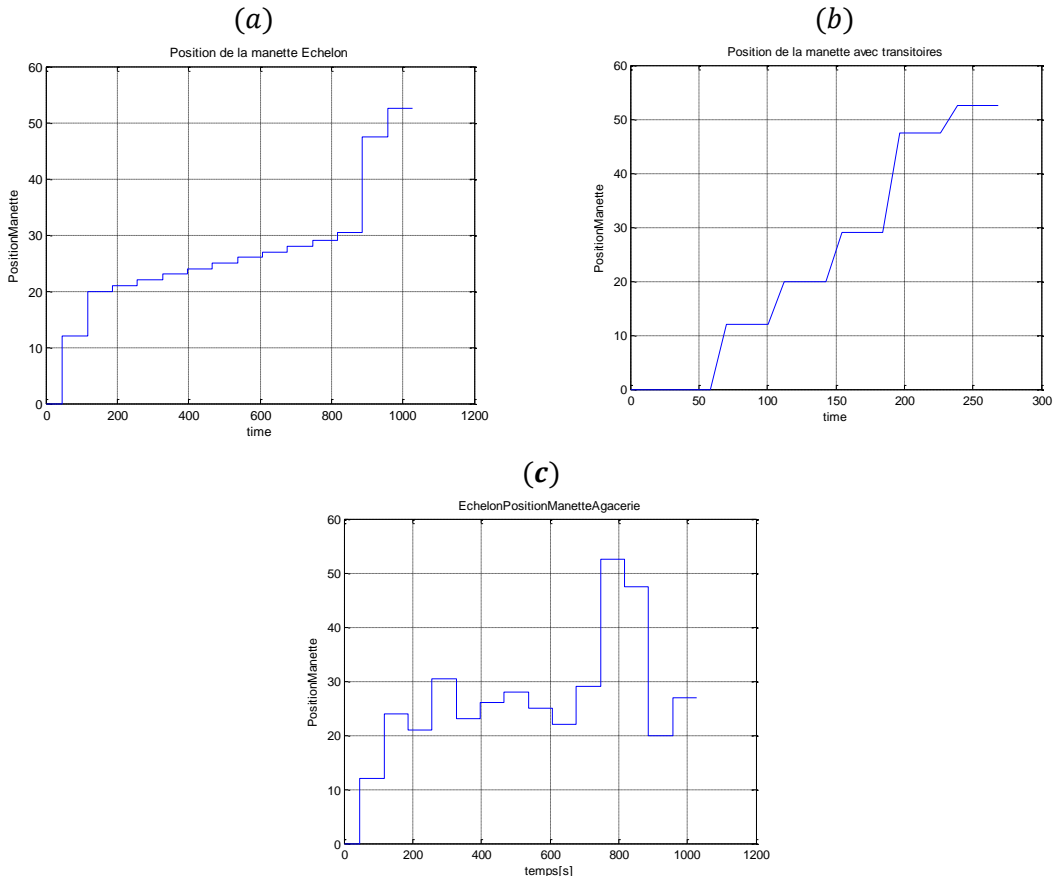 (a)
Position de la manette Echelon
60
50
40
30
20
10
0
PositionManette
0 200 400 600 800 1000 1200
time
(b)
Position de la manette avec transitoires
60
50
40
30
20
10
0
PositionManette
0 50 100 150 200 250 300
time
(c)
EchelonPositionManetteAgacerie
60
50
40
30
20
10
0
PositionManette
0 200 400 600 800 1000 1200
temps[s]